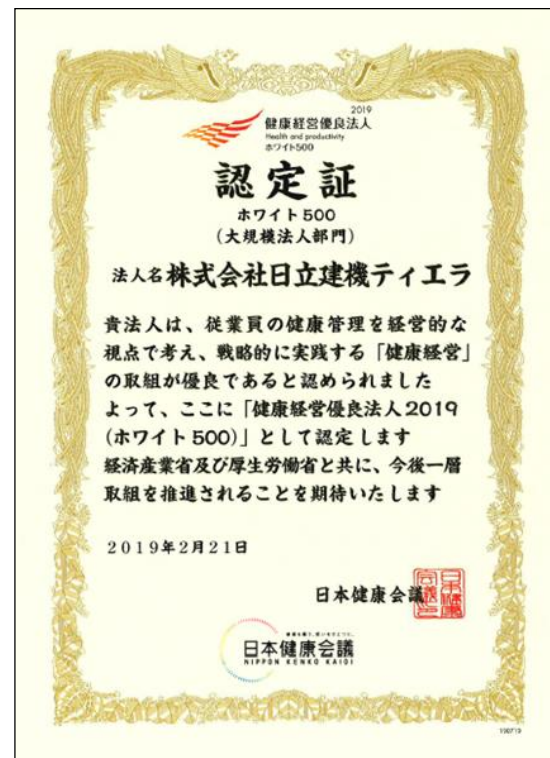 2019
健康経営優良法人
Health and productivity
ホワイト500
認定証
ホワイト500
(大規模法人部門)
法人名 株式会社日立建機ティエラ
貴法人は、従業員の健康管理を経営的な
視点で考え、戦略的に実践する「健康経営」
の取組が優良であると認められました
よって、ここに「健康経営優良法人2019
(ホワイト500)」として認定します
経済産業省及び厚生労働省と共に、今後一層
取組を推進されることを期待いたします
2019年2月21日
日本健康会議
日本健康会議
NIPPON KENKO KAIGI
190719